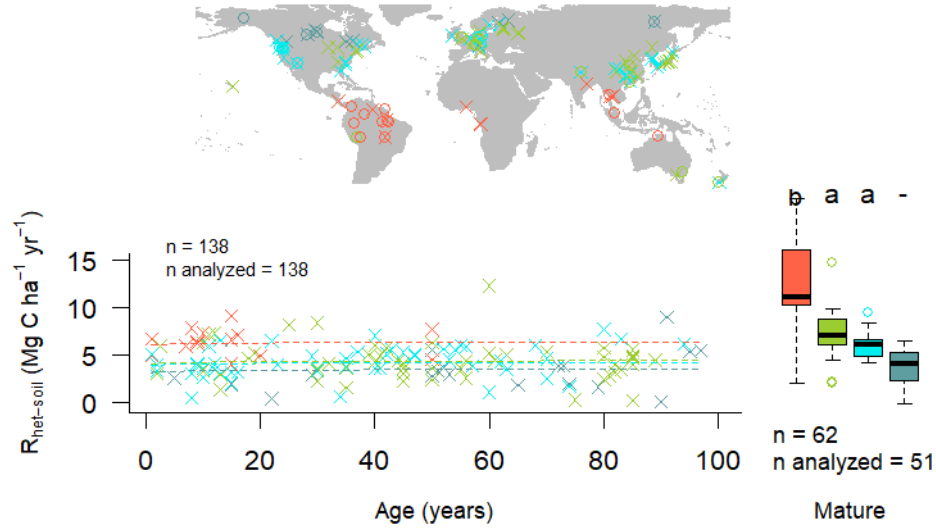 b a a -
R_het-soil (Mg C ha⁻¹ yr⁻¹)
15
10
5
0
n = 138
n analyzed = 138
0 20 40 60 80 100
Age (years)
n = 62
n analyzed = 51
Mature